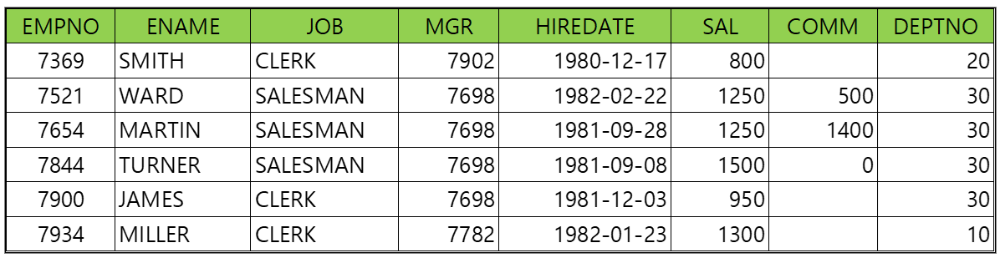 EMPNO ENAME JOB MGR HIREDATE SAL COMM DEPTNO
7369 SMITH CLERK 7902 1980-12-17 800 20
7521 WARD SALESMAN 7698 1982-02-22 1250 500 30
7654 MARTIN SALESMAN 7698 1981-09-28 1250 1400 30
7844 TURNER SALESMAN 7698 1981-09-08 1500 0 30
7900 JAMES CLERK 7698 1981-12-03 950 30
7934 MILLER CLERK 7782 1982-01-23 1300 10